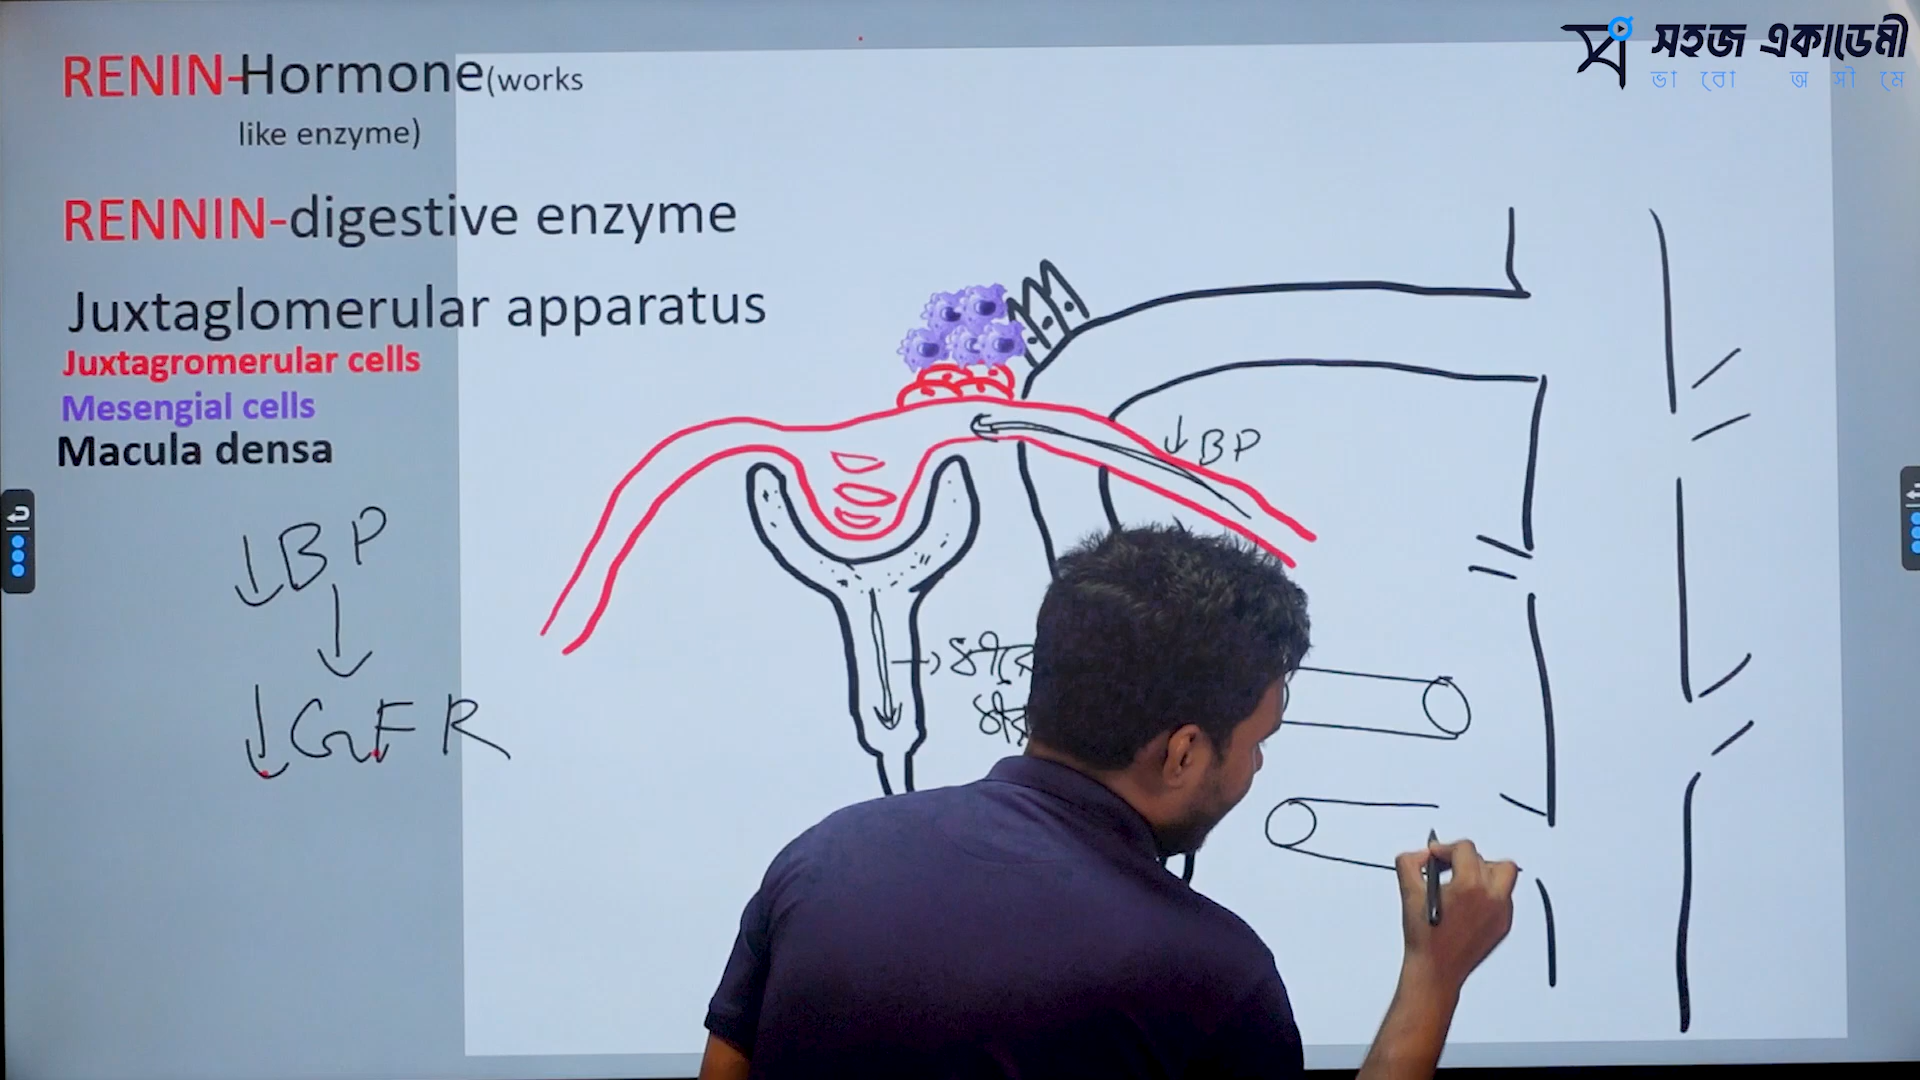 সহজ একাডেমী
ভাবো অসীমে
RENIN-Hormone(works
like enzyme)
RENNIN-digestive enzyme
Juxtaglomerular apparatus
Juxtagromerular cells
Mesengial cells
Macula densa
↓BP
↓BP
↓GFR
→ ধীরে
ধীরে